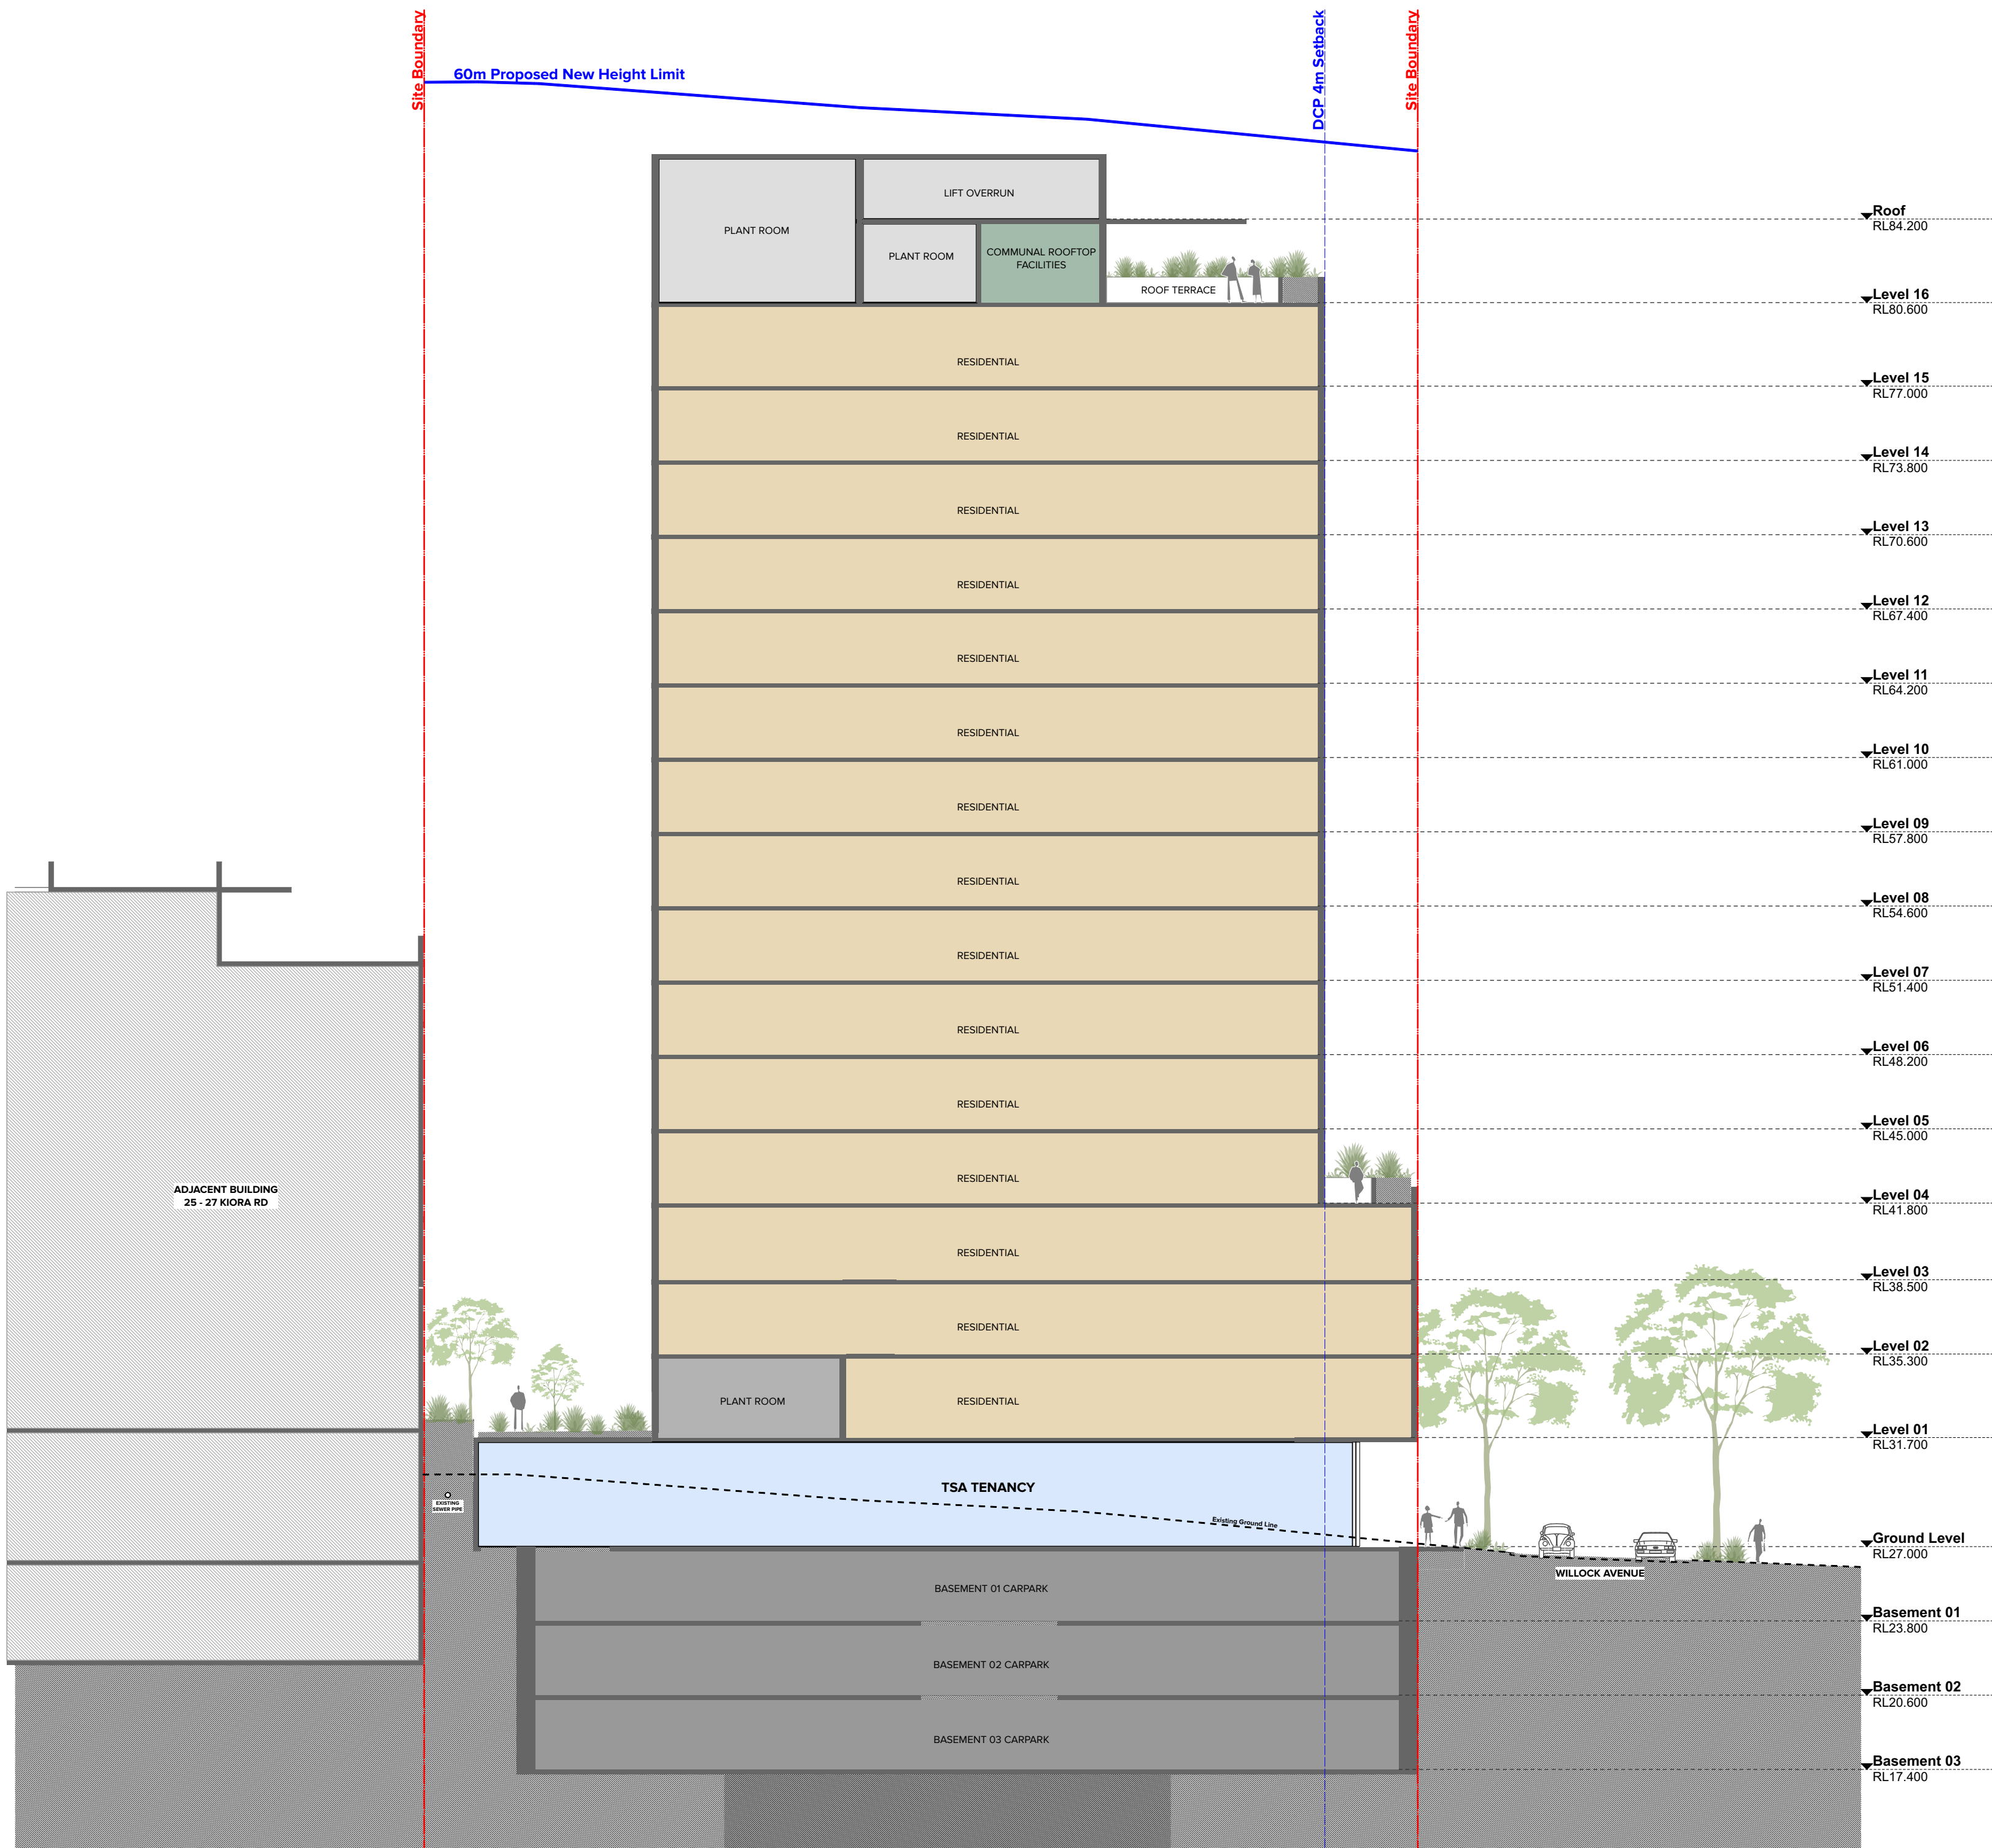 Site Boundary
60m Proposed New Height Limit
DCP 4m Setback
Site Boundary
LIFT OVERRUN
PLANT ROOM
PLANT ROOM
COMMUNAL ROOFTOP
FACILITIES
ROOF TERRACE
Roof
RL84.200
Level 16
RL80.600
RESIDENTIAL
Level 15
RL77.000
RESIDENTIAL
Level 14
RL73.800
RESIDENTIAL
Level 13
RL70.600
RESIDENTIAL
Level 12
RL67.400
RESIDENTIAL
Level 11
RL64.200
RESIDENTIAL
Level 10
RL61.000
RESIDENTIAL
Level 09
RL57.800
RESIDENTIAL
Level 08
RL54.600
RESIDENTIAL
Level 07
RL51.400
RESIDENTIAL
Level 06
RL48.200
RESIDENTIAL
Level 05
RL45.000
RESIDENTIAL
Level 04
RL41.800
ADJACENT BUILDING
25 - 27 KIORA RD
RESIDENTIAL
Level 03
RL38.500
RESIDENTIAL
Level 02
RL35.300
PLANT ROOM
RESIDENTIAL
Level 01
RL31.700
TSA TENANCY
EXISTING
SEWER PIPE
Existing Ground Line
Ground Level
RL27.000
WILLOCK AVENUE
BASEMENT 01 CARPARK
Basement 01
RL23.800
BASEMENT 02 CARPARK
Basement 02
RL20.600
BASEMENT 03 CARPARK
Basement 03
RL17.400